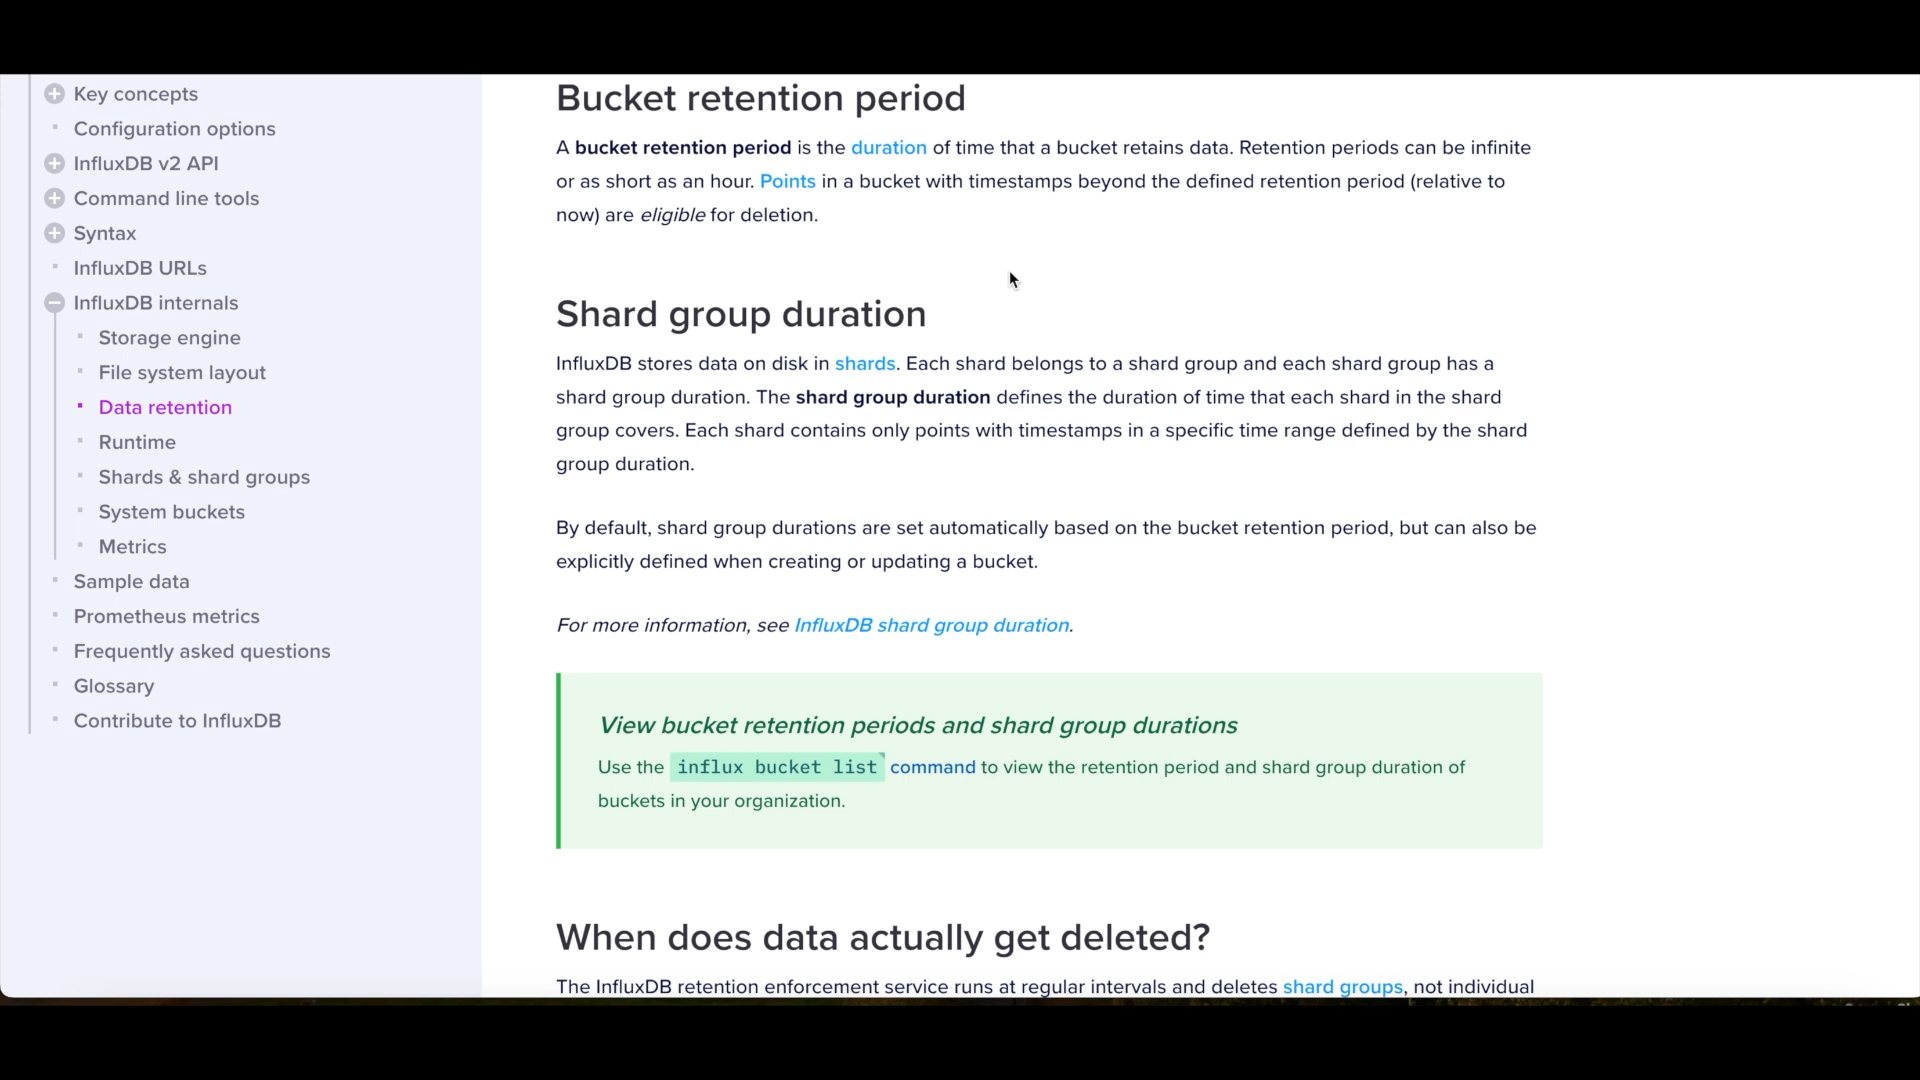 Key concepts
Configuration options
InfluxDB v2 API
Command line tools
Syntax
InfluxDB URLs
InfluxDB internals
Storage engine
File system layout
Data retention
Runtime
Shards & shard groups
System buckets
Metrics
Sample data
Prometheus metrics
Frequently asked questions
Glossary
Contribute to InfluxDB
Bucket retention period
A bucket retention period is the duration of time that a bucket retains data. Retention periods can be infinite
or as short as an hour. Points in a bucket with timestamps beyond the defined retention period (relative to
now) are eligible for deletion.
Shard group duration
InfluxDB stores data on disk in shards. Each shard belongs to a shard group and each shard group has a
shard group duration. The shard group duration defines the duration of time that each shard in the shard
group covers. Each shard contains only points with timestamps in a specific time range defined by the shard
group duration.
By default, shard group durations are set automatically based on the bucket retention period, but can also be
explicitly defined when creating or updating a bucket.
For more information, see InfluxDB shard group duration.
View bucket retention periods and shard group durations
Use the influx bucket list command to view the retention period and shard group duration of
buckets in your organization.
When does data actually get deleted?
The InfluxDB retention enforcement service runs at regular intervals and deletes shard groups, not individual